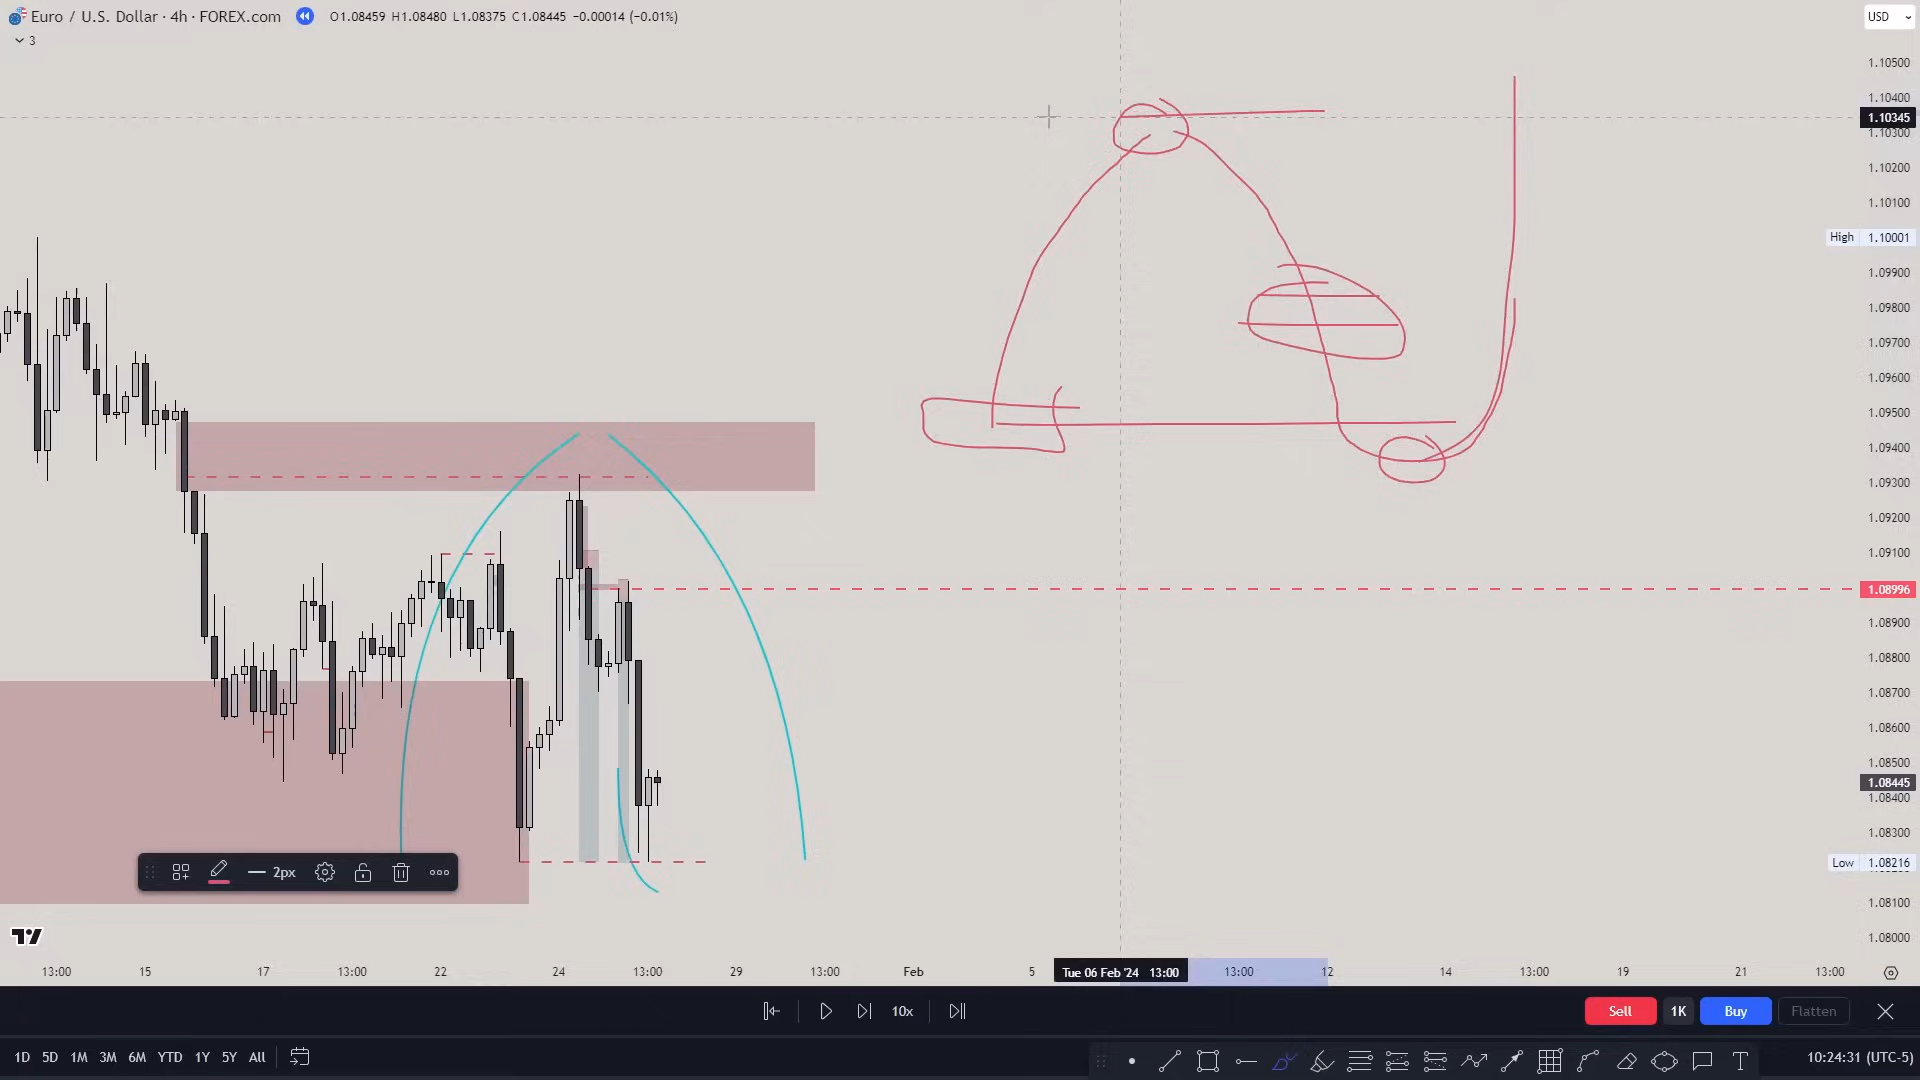 Euro / U.S. Dollar · 4h · FOREX.com O1.08459 H1.08480 L1.08375 C1.08445 −0.00014 (−0.01%)
3
USD
1.10500
1.10400
1.10345
1.10300
1.10200
1.10100
High 1.10001
1.09900
1.09800
1.09700
1.09600
1.09500
1.09400
1.09300
1.09200
1.09100
1.08996
1.08900
1.08800
1.08700
1.08600
1.08500
1.08445
1.08400
1.08300
Low 1.08216
1.08100
1.08000
2px
13:00 15 17 13:00 22 24 13:00 29 13:00 Feb 5 Tue 06 Feb '24 13:00 13:00 12 14 13:00 19 21 13:00
10x
Sell 1K Buy Flatten
1D 5D 1M 3M 6M YTD 1Y 5Y All
10:24:31 (UTC-5)